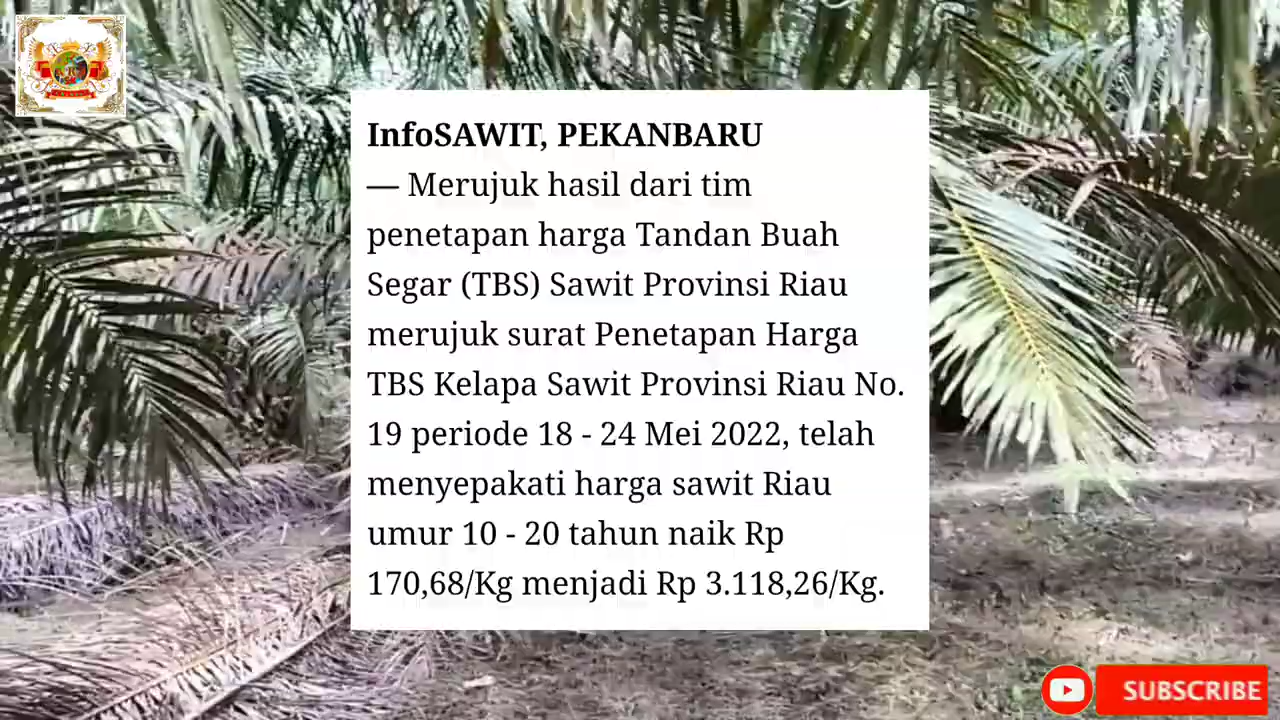 InfoSAWIT, PEKANBARU
— Merujuk hasil dari tim
penetapan harga Tandan Buah
Segar (TBS) Sawit Provinsi Riau
merujuk surat Penetapan Harga
TBS Kelapa Sawit Provinsi Riau No.
19 periode 18 - 24 Mei 2022, telah
menyepakati harga sawit Riau
umur 10 - 20 tahun naik Rp
170,68/Kg menjadi Rp 3.118,26/Kg.
SUBSCRIBE